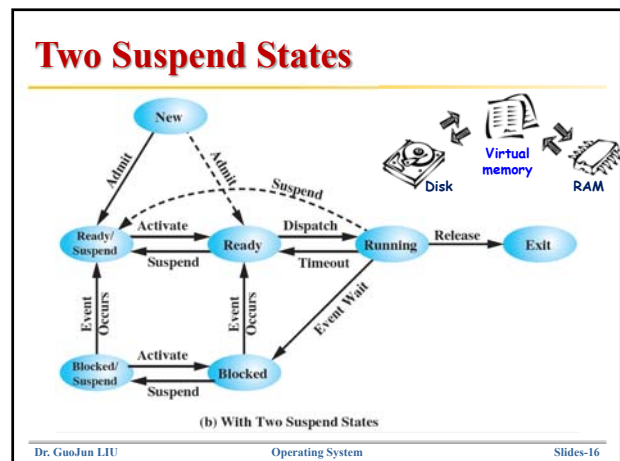 Two Suspend States
New
Admit
Admit
Suspend
Disk
Virtual
memory
RAM
Ready/
Suspend
Activate
Suspend
Ready
Dispatch
Timeout
Running
Release
Exit
Event
Occurs
Event
Occurs
Event Wait
Blocked/
Suspend
Activate
Suspend
Blocked
(b) With Two Suspend States
Dr. GuoJun LIU
Operating System
Slides-16